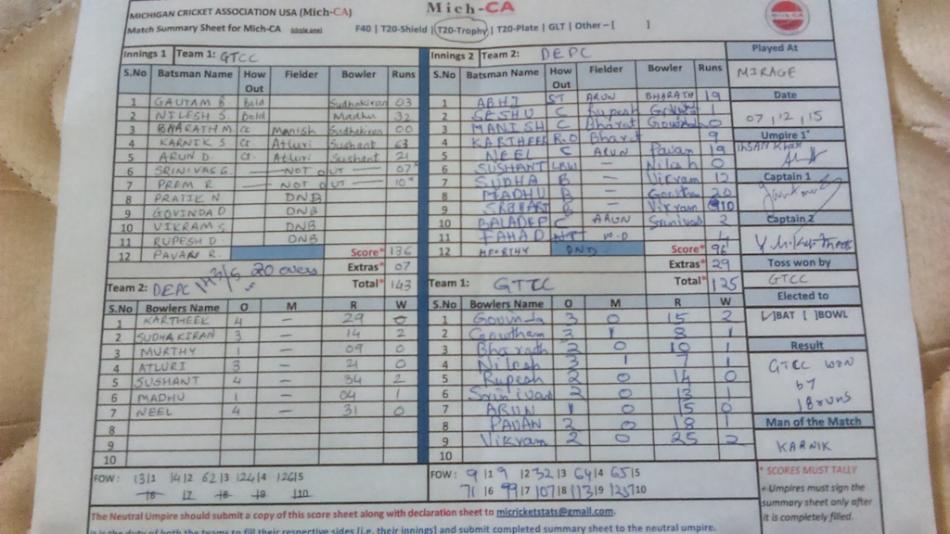 MICHIGAN CRICKET ASSOCIATION USA (Mich-CA) Mich-CA
Match Summary Sheet for Mich-CA F40 | T20-Shield | T20-Trophy | T20-Plate | GLT | Other – [ ]
Innings 1 Team 1: GTCC
S.No Batsman Name How Out Fielder Bowler Runs
1 GAUTAM B Bold Sudhakiran 03
2 NILESH S. Bold Madhu 32
3 BHARATH M. Ct Manish Sudhakiran 00
4 KARNIK S. Ct Atluri Sushant 63
5 ARUN D. Ct. Atluri Sushant 21
6 SRINIVAS G. NOT OUT 07*
7 PREM R. NOT OUT 10*
8 PRATIK N DNB
9 GOVINDA D DNB
10 VIKRAM S DNB
11 RUPESH D. DNB
12 PAVAN R. Score* 136
Extras* 07
143/5 20 overs Total* 143
Innings 2 Team 2: DEPC
S.No Batsman Name How Out Fielder Bowler Runs
1 ABHI ST ARUN BHARATH 19
2 SESHU C Rupesh 1
3 MANISH C Bharat 0
4 KARTHEEK R.O Bharat 9
5 NEEL C ARUN Pavan 19
6 SUSHANT LBW — Nilesh 0
7 SUDHA B — Vikram 12
8 MADHU B — Gautham 20
9 B — Vikram 10
10 BALADEP C ARUN Srinivas 2
11 FAHAD 4
12 MURTHY DND Score* 96
Extras* 29
Total* 125
Team 2: DEPC
S.No Bowlers Name O M R W
1 KARTHEEK 4 — 29 0
2 SUDHAKIRAN 3 — 14 2
3 MURTHY 1 — 09 0
4 ATLURI 3 — 21 0
5 SUSHANT 4 — 34 2
6 MADHU 1 — 04 1
7 NEEL 4 — 31 0
8
9
10
Team 1: GTCC
S.No Bowlers Name O M R W
1 Govinda 3 0 15 2
2 Goutham 3 1 8 1
3 Bharath 2 0 10 1
4 Nilesh 3 1 7 1
5 Rupesh 2 0 14 0
6 Srinivas 2 0 13 1
7 ARUN 1 0 15 0
8 PAVAN 2 0 18 1
9 Vikram 2 0 25 2
10
FOW: 13/1 14/2 62/3 124/4 126/5
/6 /7 /8 /9 /10
FOW: 9/1 9/2 32/3 64/4 65/5
71/6 99/7 107/8 113/9 125/10
Played At
MIRAGE
Date
07, 12, 15
Umpire 1*
IHSAN KHAN
Captain 1
Captain 2
Toss won by
GTCC
Elected to
[✓]BAT [ ]BOWL
Result
GTCC WON
by
18 runs
Man of the Match
KARNIK
* SCORES MUST TALLY
Umpires must sign the
summary sheet only after
it is completely filled.
The Neutral Umpire should submit a copy of this score sheet along with declaration sheet to micricketstats@gmail.com.
duty of both the teams to fill their respective sides [i.e, their innings] and submit completed summary sheet to the neutral umpire.